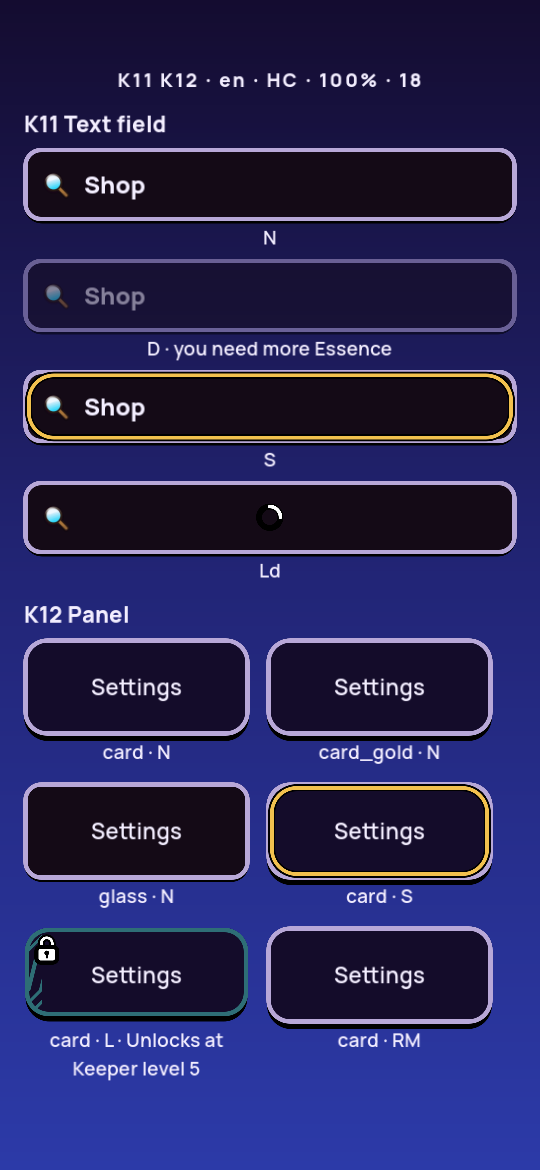 K11 K12 · en · HC · 100% · 18
K11 Text field
Shop
N
Shop
D · you need more Essence
Shop
S
Ld
K12 Panel
Settings
Settings
card · N
card_gold · N
Settings
Settings
glass · N
card · S
Settings
Settings
card · L · Unlocks at
Keeper level 5
card · RM